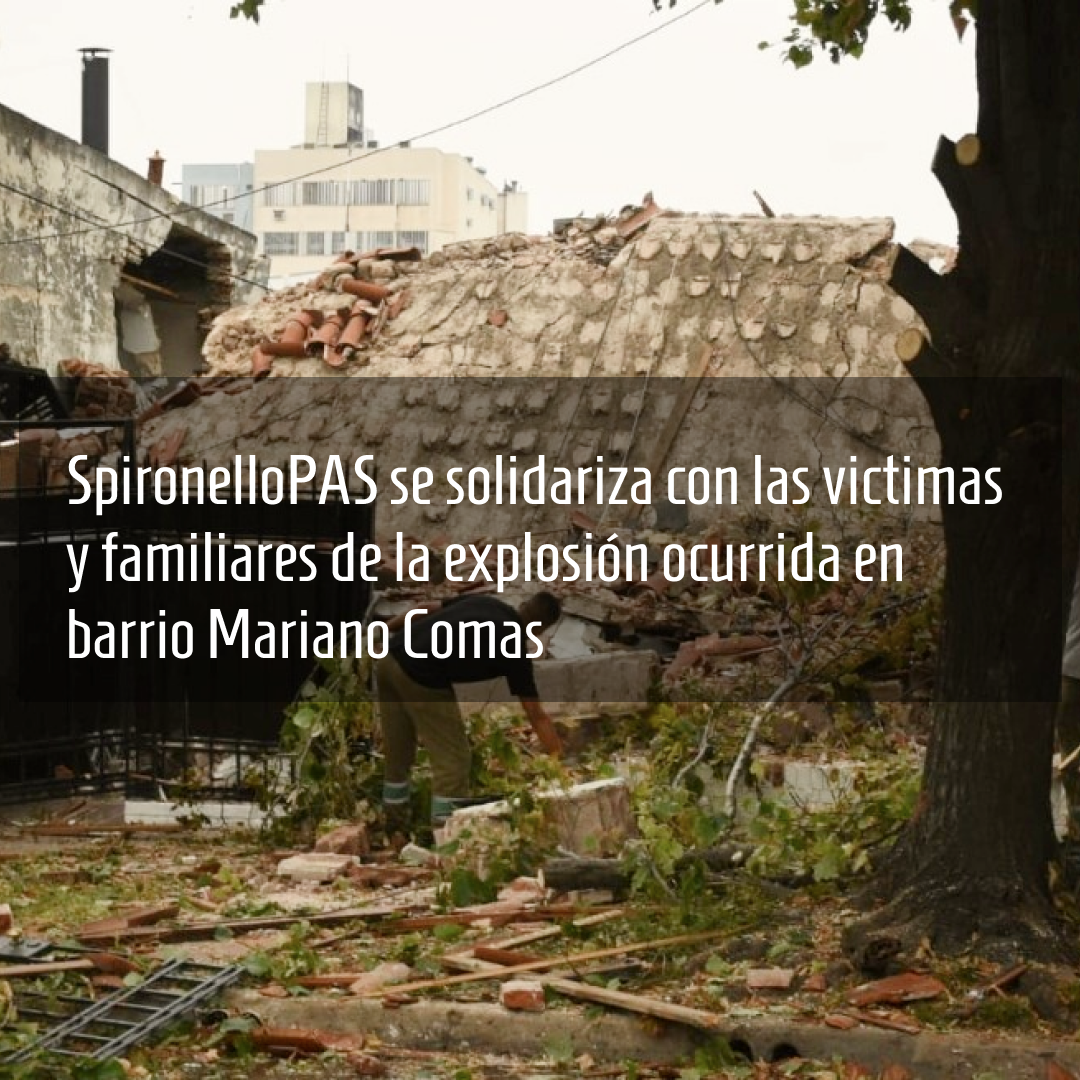 SpironelloPAS se solidariza con las victimas
y familiares de la explosión ocurrida en
barrio Mariano Comas